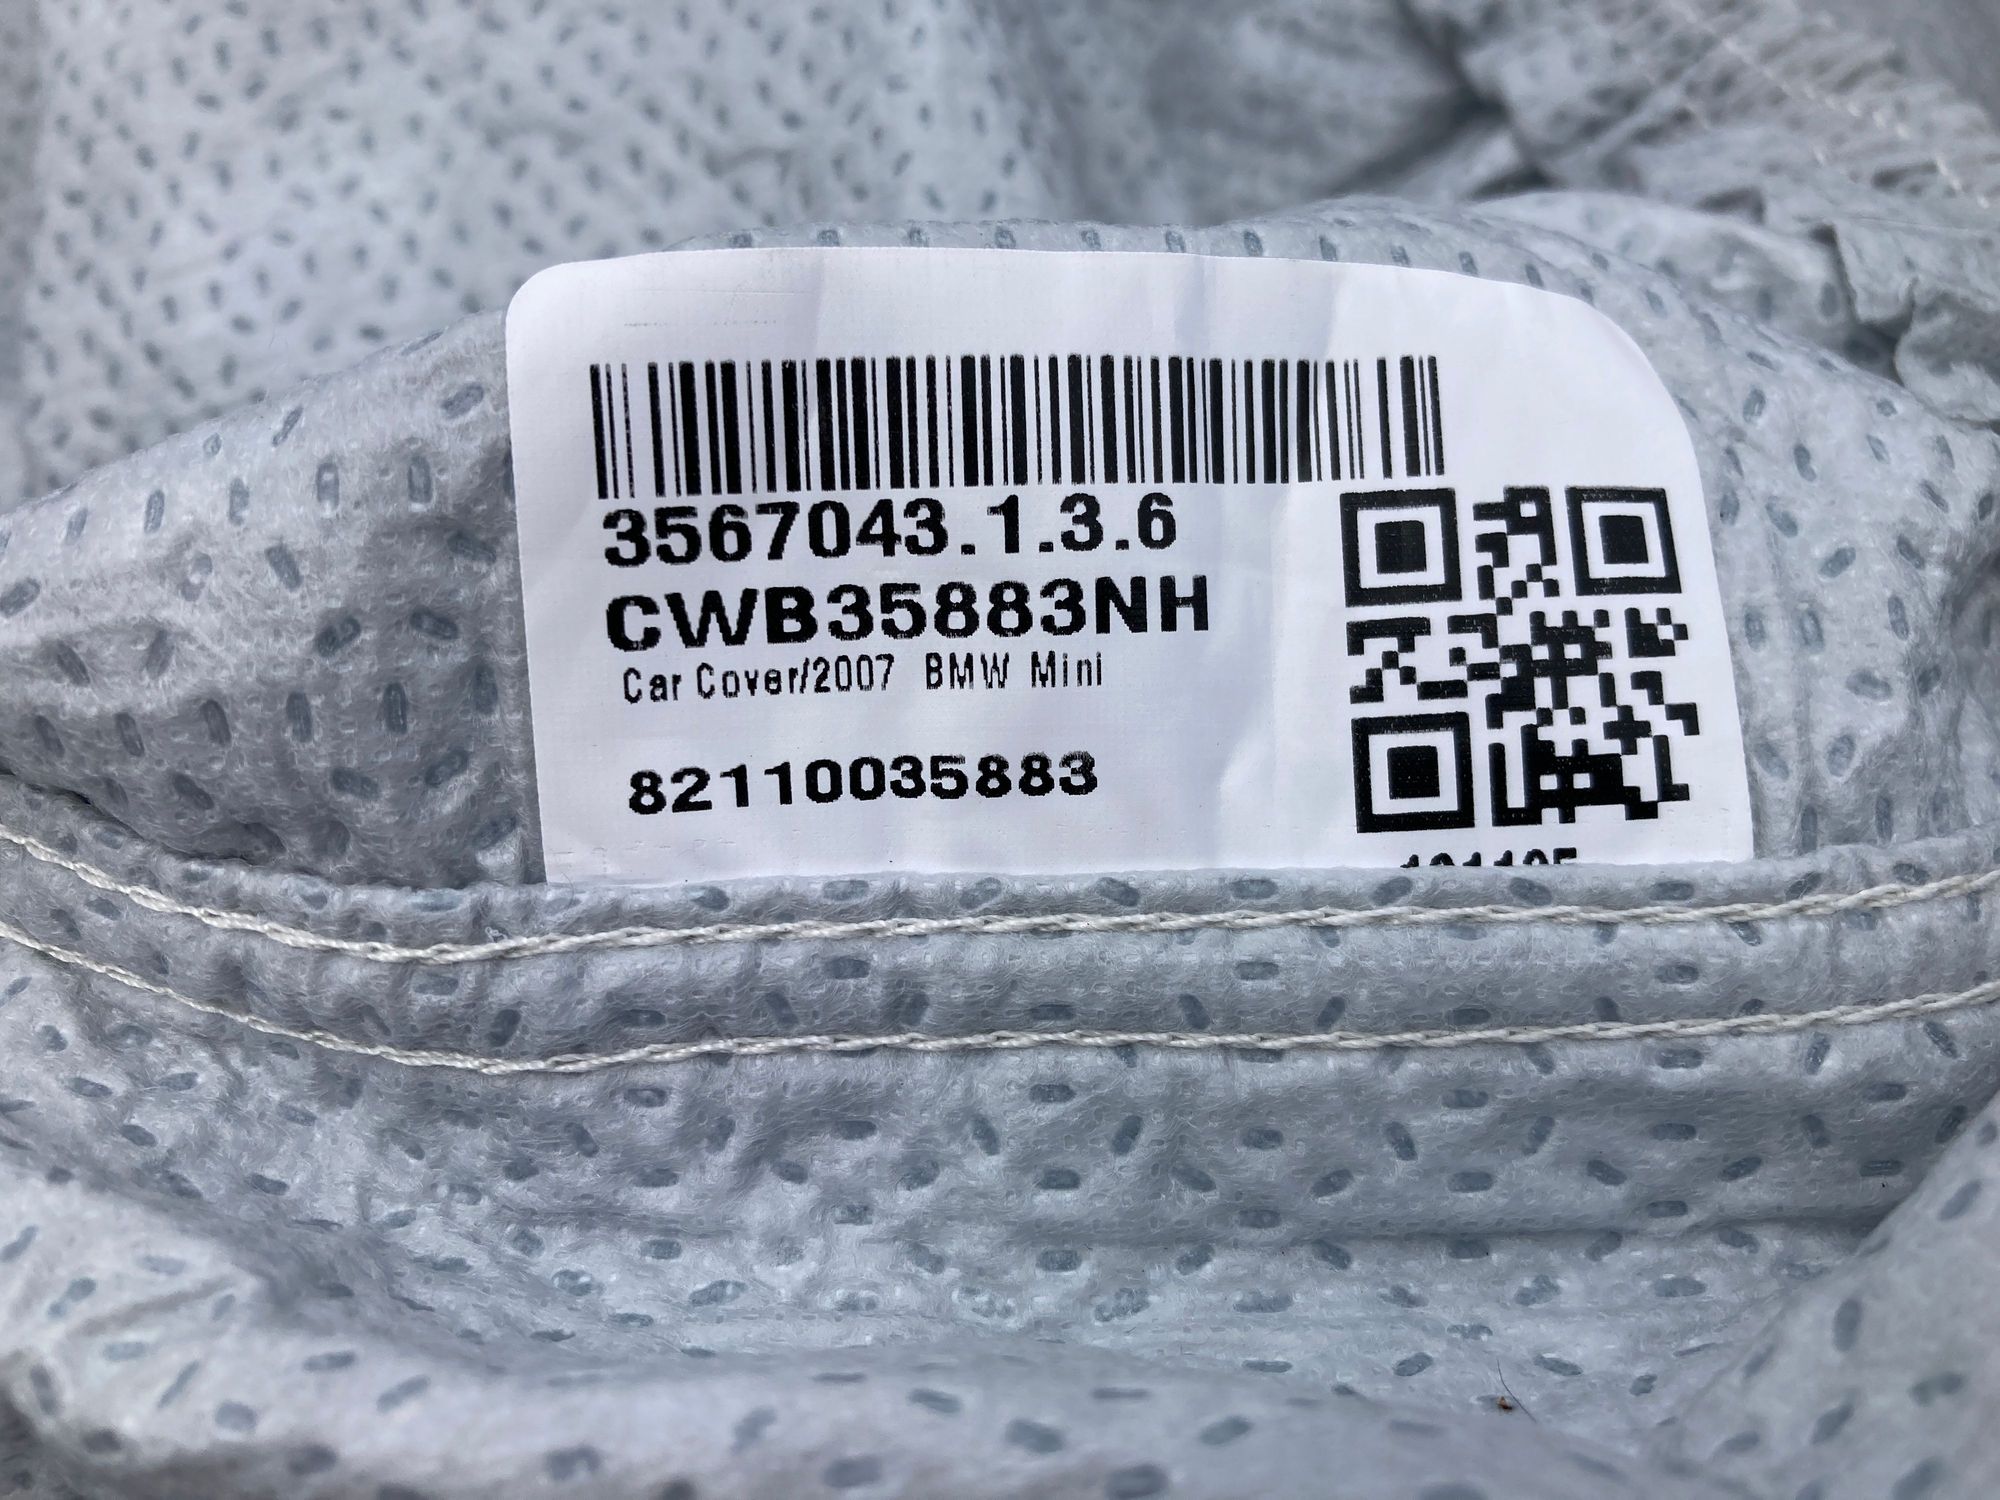 3567043.1.3.6
CWB35883NH
Car Cover/2007 BMW Mini
82110035883